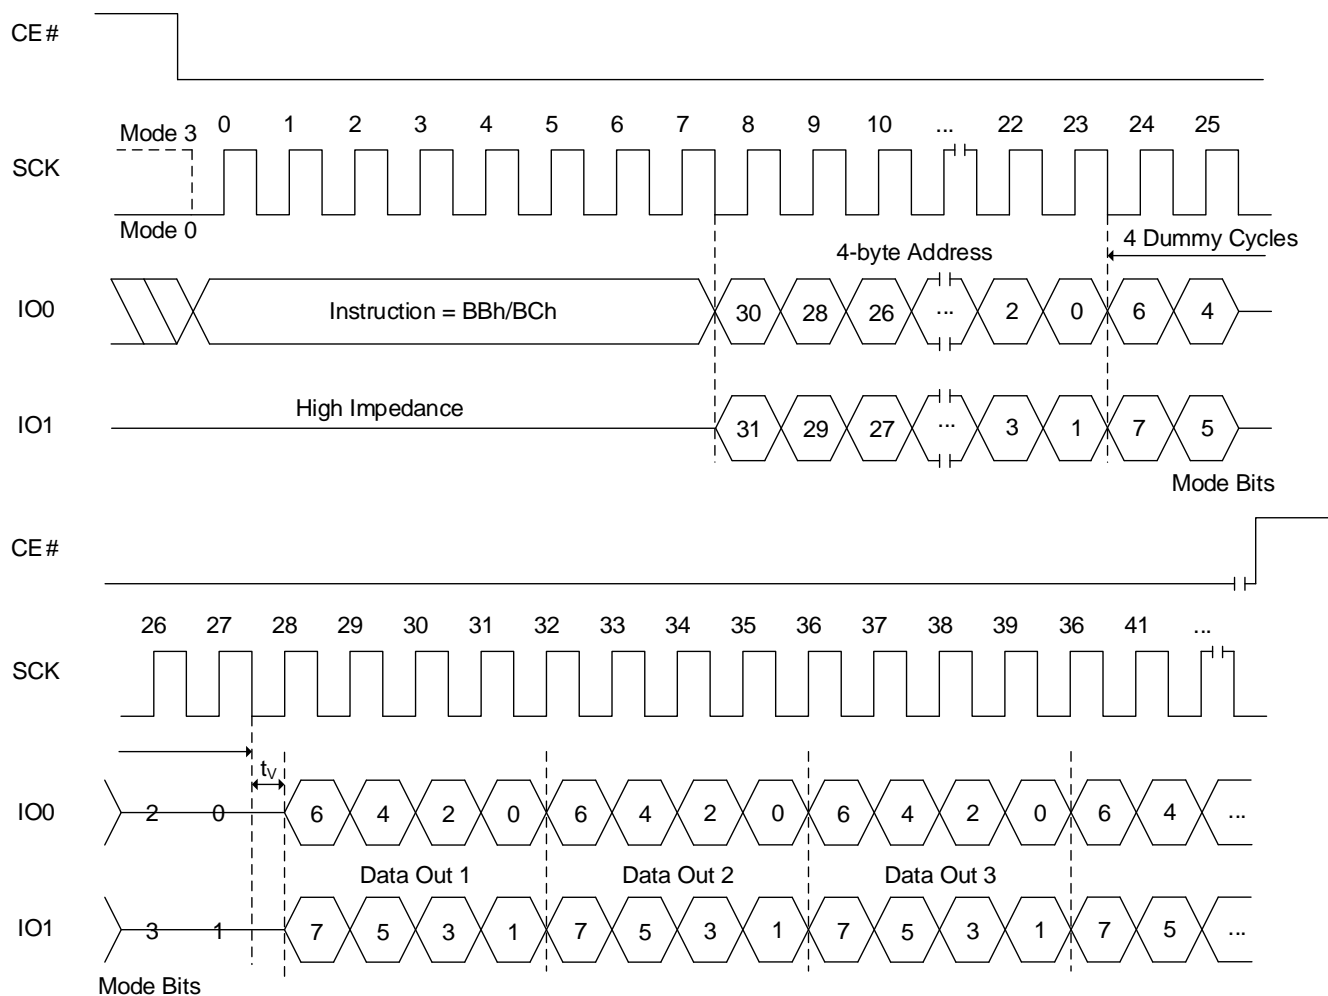 CE#
Mode 3 0 1 2 3 4 5 6 7 8 9 10 ... 22 23 24 25
SCK
Mode 0
4-byte Address 4 Dummy Cycles
IO0 Instruction = BBh/BCh 30 28 26 ... 2 0 6 4
High Impedance
IO1 31 29 27 ... 3 1 7 5
Mode Bits
CE#
26 27 28 29 30 31 32 33 34 35 36 37 38 39 36 41 ...
SCK
tV
IO0 2 0 6 4 2 0 6 4 2 0 6 4 2 0 6 4 ...
Data Out 1 Data Out 2 Data Out 3
IO1 3 1 7 5 3 1 7 5 3 1 7 5 3 1 7 5 ...
Mode Bits